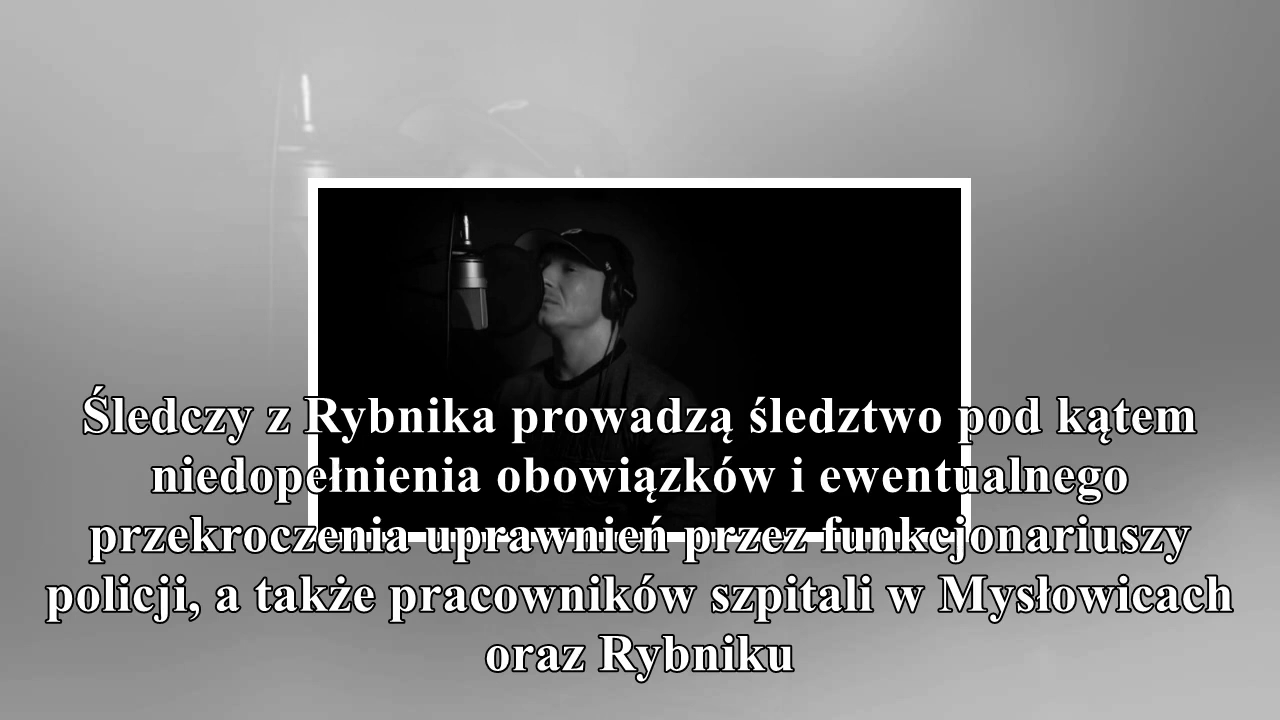 Śledczy z Rybnika prowadzą śledztwo pod kątem
niedopełnienia obowiązków i ewentualnego
przekroczenia uprawnień przez funkcjonariuszy
policji, a także pracowników szpitali w Mysłowicach
oraz Rybniku